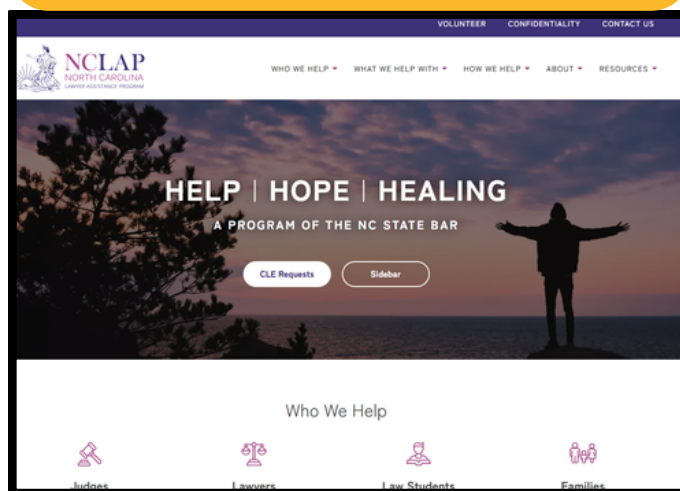 VOLUNTEER CONFIDENTIALITY CONTACT US
NCLAP
NORTH CAROLINA
LAWYER ASSISTANCE PROGRAM
WHO WE HELP WHAT WE HELP WITH HOW WE HELP ABOUT RESOURCES
HELP | HOPE | HEALING
A PROGRAM OF THE NC STATE BAR
CLE Requests Sidebar
Who We Help
Judges Lawyers Law Students Families